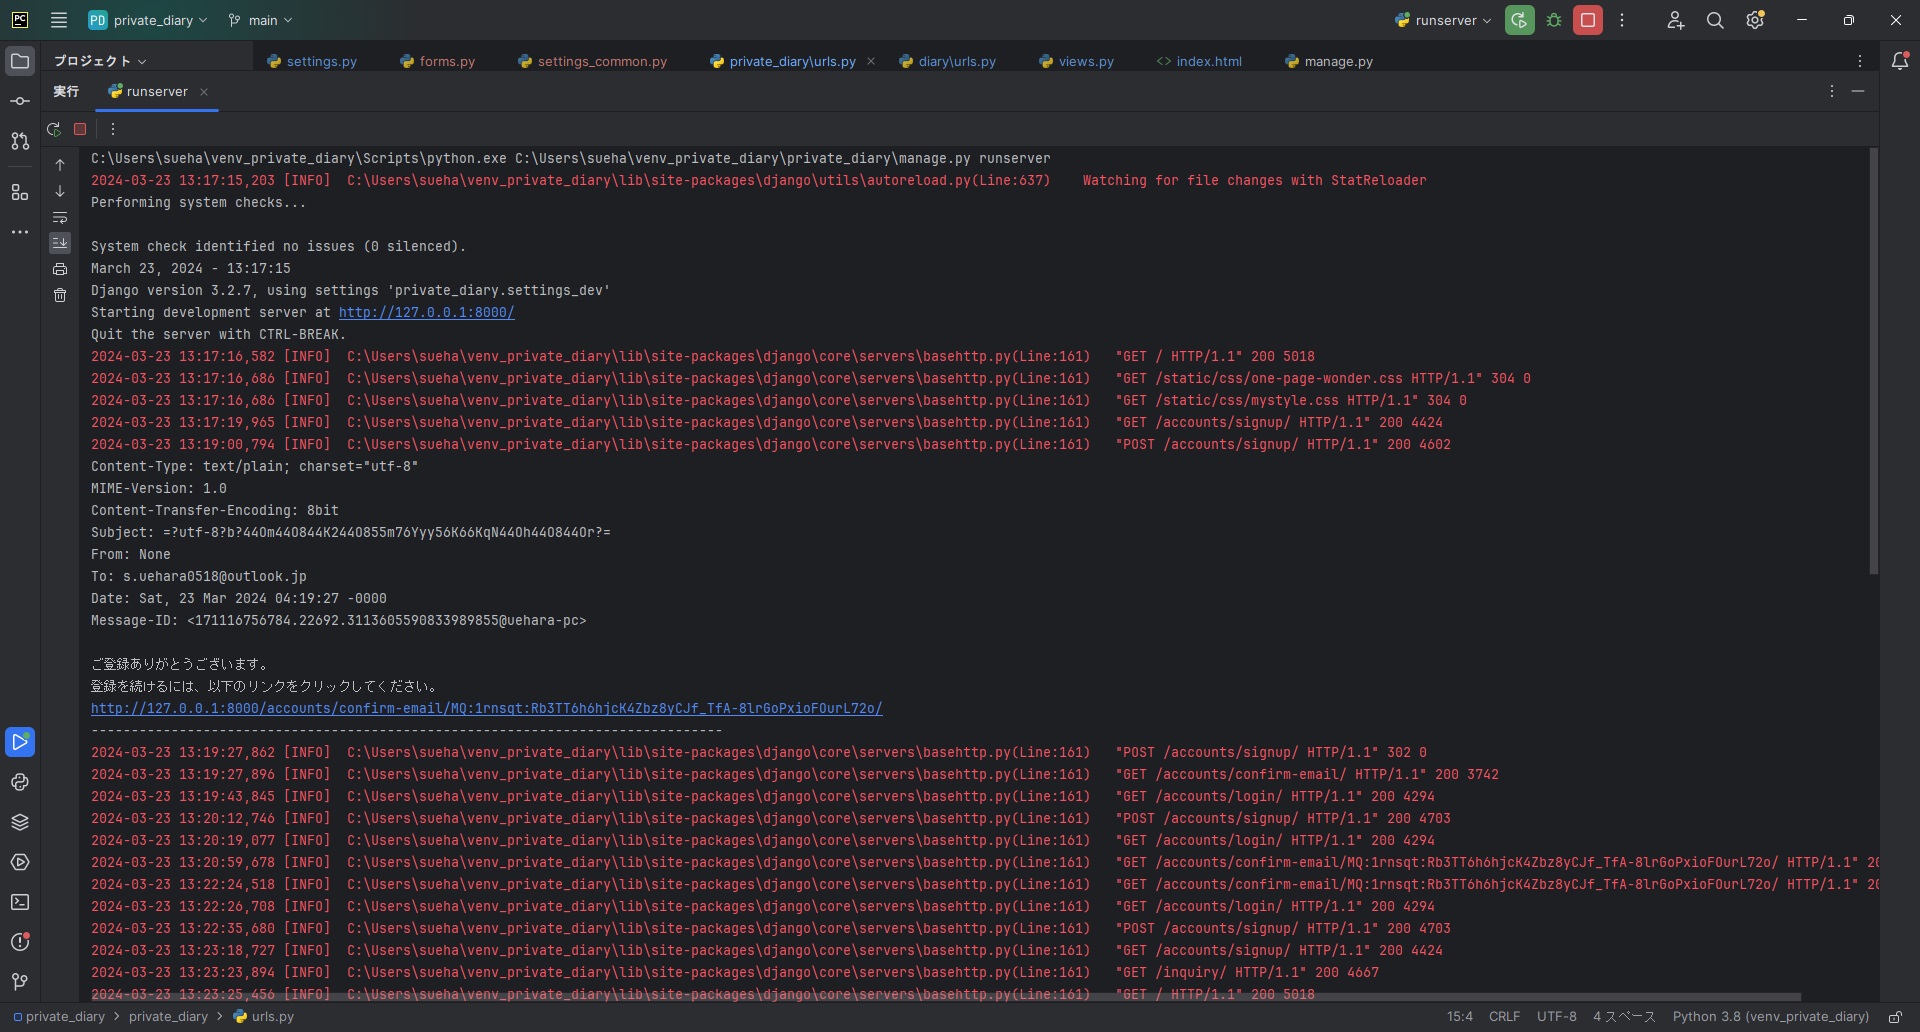 PC PD private_diary main runserver
プロジェクト settings.py forms.py settings_common.py private_diary\urls.py diary\urls.py views.py <> index.html manage.py
実行 runserver
C:\Users\sueha\venv_private_diary\Scripts\python.exe C:\Users\sueha\venv_private_diary\private_diary\manage.py runserver
2024-03-23 13:17:15,203 [INFO] C:\Users\sueha\venv_private_diary\lib\site-packages\django\utils\autoreload.py(Line:637) Watching for file changes with StatReloader
Performing system checks...
System check identified no issues (0 silenced).
March 23, 2024 - 13:17:15
Django version 3.2.7, using settings 'private_diary.settings_dev'
Starting development server at http://127.0.0.1:8000/
Quit the server with CTRL-BREAK.
2024-03-23 13:17:16,582 [INFO] C:\Users\sueha\venv_private_diary\lib\site-packages\django\core\servers\basehttp.py(Line:161) "GET / HTTP/1.1" 200 5018
2024-03-23 13:17:16,686 [INFO] C:\Users\sueha\venv_private_diary\lib\site-packages\django\core\servers\basehttp.py(Line:161) "GET /static/css/one-page-wonder.css HTTP/1.1" 304 0
2024-03-23 13:17:16,686 [INFO] C:\Users\sueha\venv_private_diary\lib\site-packages\django\core\servers\basehttp.py(Line:161) "GET /static/css/mystyle.css HTTP/1.1" 304 0
2024-03-23 13:17:19,965 [INFO] C:\Users\sueha\venv_private_diary\lib\site-packages\django\core\servers\basehttp.py(Line:161) "GET /accounts/signup/ HTTP/1.1" 200 4424
2024-03-23 13:19:00,794 [INFO] C:\Users\sueha\venv_private_diary\lib\site-packages\django\core\servers\basehttp.py(Line:161) "POST /accounts/signup/ HTTP/1.1" 200 4602
Content-Type: text/plain; charset="utf-8"
MIME-Version: 1.0
Content-Transfer-Encoding: 8bit
Subject: =?utf-8?b?44Om44O844K244O855m76Yyy56K66KqN44Oh44O844Or?=
From: None
To: s.uehara0518@outlook.jp
Date: Sat, 23 Mar 2024 04:19:27 -0000
Message-ID: <171116756784.22692.3113605590833989855@uehara-pc>
ご登録ありがとうございます。
登録を続けるには、以下のリンクをクリックしてください。
http://127.0.0.1:8000/accounts/confirm-email/MQ:1rnsqt:Rb3TT6h6hjcK4Zbz8yCJf_TfA-8lrGoPxioFOurL72o/
-------------------------------------------------------------------------------
2024-03-23 13:19:27,862 [INFO] C:\Users\sueha\venv_private_diary\lib\site-packages\django\core\servers\basehttp.py(Line:161) "POST /accounts/signup/ HTTP/1.1" 302 0
2024-03-23 13:19:27,896 [INFO] C:\Users\sueha\venv_private_diary\lib\site-packages\django\core\servers\basehttp.py(Line:161) "GET /accounts/confirm-email/ HTTP/1.1" 200 3742
2024-03-23 13:19:43,845 [INFO] C:\Users\sueha\venv_private_diary\lib\site-packages\django\core\servers\basehttp.py(Line:161) "GET /accounts/login/ HTTP/1.1" 200 4294
2024-03-23 13:20:12,746 [INFO] C:\Users\sueha\venv_private_diary\lib\site-packages\django\core\servers\basehttp.py(Line:161) "POST /accounts/signup/ HTTP/1.1" 200 4703
2024-03-23 13:20:19,077 [INFO] C:\Users\sueha\venv_private_diary\lib\site-packages\django\core\servers\basehttp.py(Line:161) "GET /accounts/login/ HTTP/1.1" 200 4294
2024-03-23 13:20:59,678 [INFO] C:\Users\sueha\venv_private_diary\lib\site-packages\django\core\servers\basehttp.py(Line:161) "GET /accounts/confirm-email/MQ:1rnsqt:Rb3TT6h6hjcK4Zbz8yCJf_TfA-8lrGoPxioFOurL72o/ HTTP/1.1"
2024-03-23 13:22:24,518 [INFO] C:\Users\sueha\venv_private_diary\lib\site-packages\django\core\servers\basehttp.py(Line:161) "GET /accounts/confirm-email/MQ:1rnsqt:Rb3TT6h6hjcK4Zbz8yCJf_TfA-8lrGoPxioFOurL72o/ HTTP/1.1"
2024-03-23 13:22:26,708 [INFO] C:\Users\sueha\venv_private_diary\lib\site-packages\django\core\servers\basehttp.py(Line:161) "GET /accounts/login/ HTTP/1.1" 200 4294
2024-03-23 13:22:35,680 [INFO] C:\Users\sueha\venv_private_diary\lib\site-packages\django\core\servers\basehttp.py(Line:161) "POST /accounts/signup/ HTTP/1.1" 200 4703
2024-03-23 13:23:18,727 [INFO] C:\Users\sueha\venv_private_diary\lib\site-packages\django\core\servers\basehttp.py(Line:161) "GET /accounts/signup/ HTTP/1.1" 200 4424
2024-03-23 13:23:23,894 [INFO] C:\Users\sueha\venv_private_diary\lib\site-packages\django\core\servers\basehttp.py(Line:161) "GET /inquiry/ HTTP/1.1" 200 4667
2024-03-23 13:23:25,456 [INFO] C:\Users\sueha\venv_private_diary\lib\site-packages\django\core\servers\basehttp.py(Line:161) "GET / HTTP/1.1" 200 5018
private_diary > private_diary > urls.py 15:4 CRLF UTF-8 4 スペース Python 3.8 (venv_private_diary)